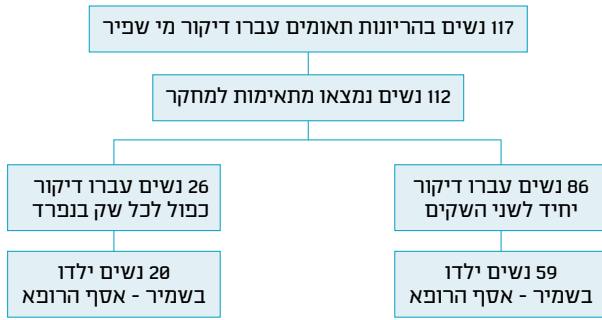 117 נשים בהריונות תאומים עברו דיקור מי שפיר
112 נשים נמצאו מתאימות למחקר
86 נשים עברו דיקור
יחיד לשני השקים
26 נשים עברו דיקור
כפול לכל שק בנפרד
59 נשים ילדו
בשמיר - אסף הרופא
20 נשים ילדו
בשמיר - אסף הרופא